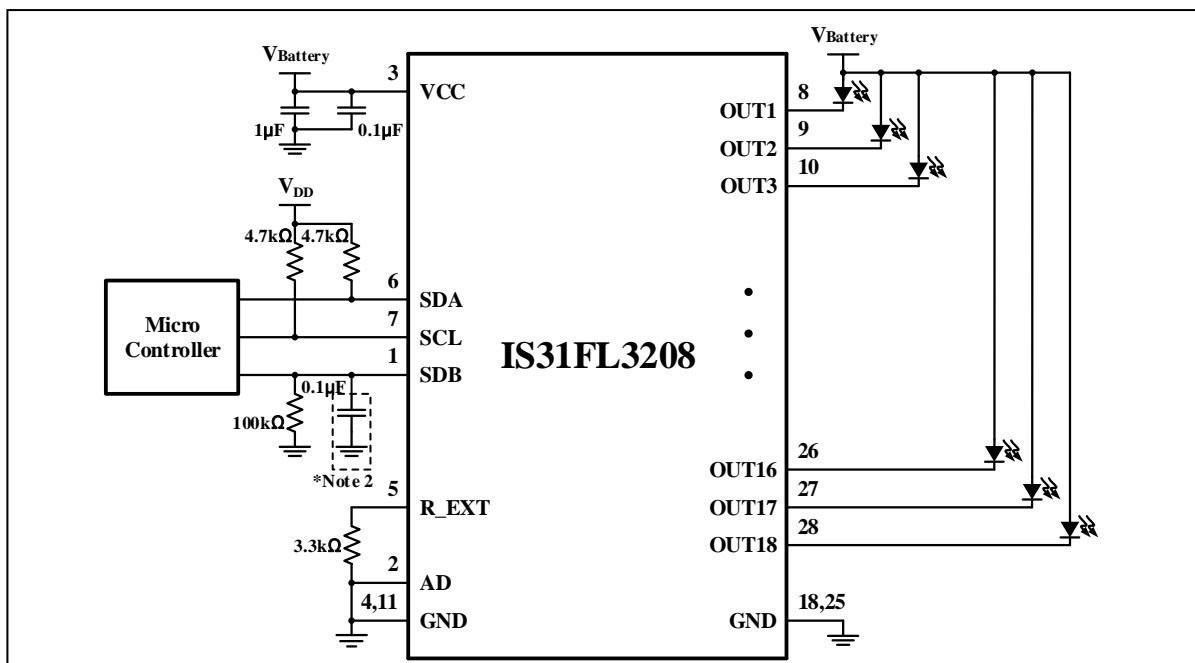 VBattery
3
VCC
1µF
0.1µF
VDD
4.7kΩ
4.7kΩ
Micro
Controller
6
SDA
7
SCL
1
SDB
0.1µF
100kΩ
*Note 2
5
R_EXT
3.3kΩ
2
AD
4,11
GND
IS31FL3208
VBattery
8
OUT1
9
OUT2
10
OUT3
26
OUT16
27
OUT17
28
OUT18
18,25
GND